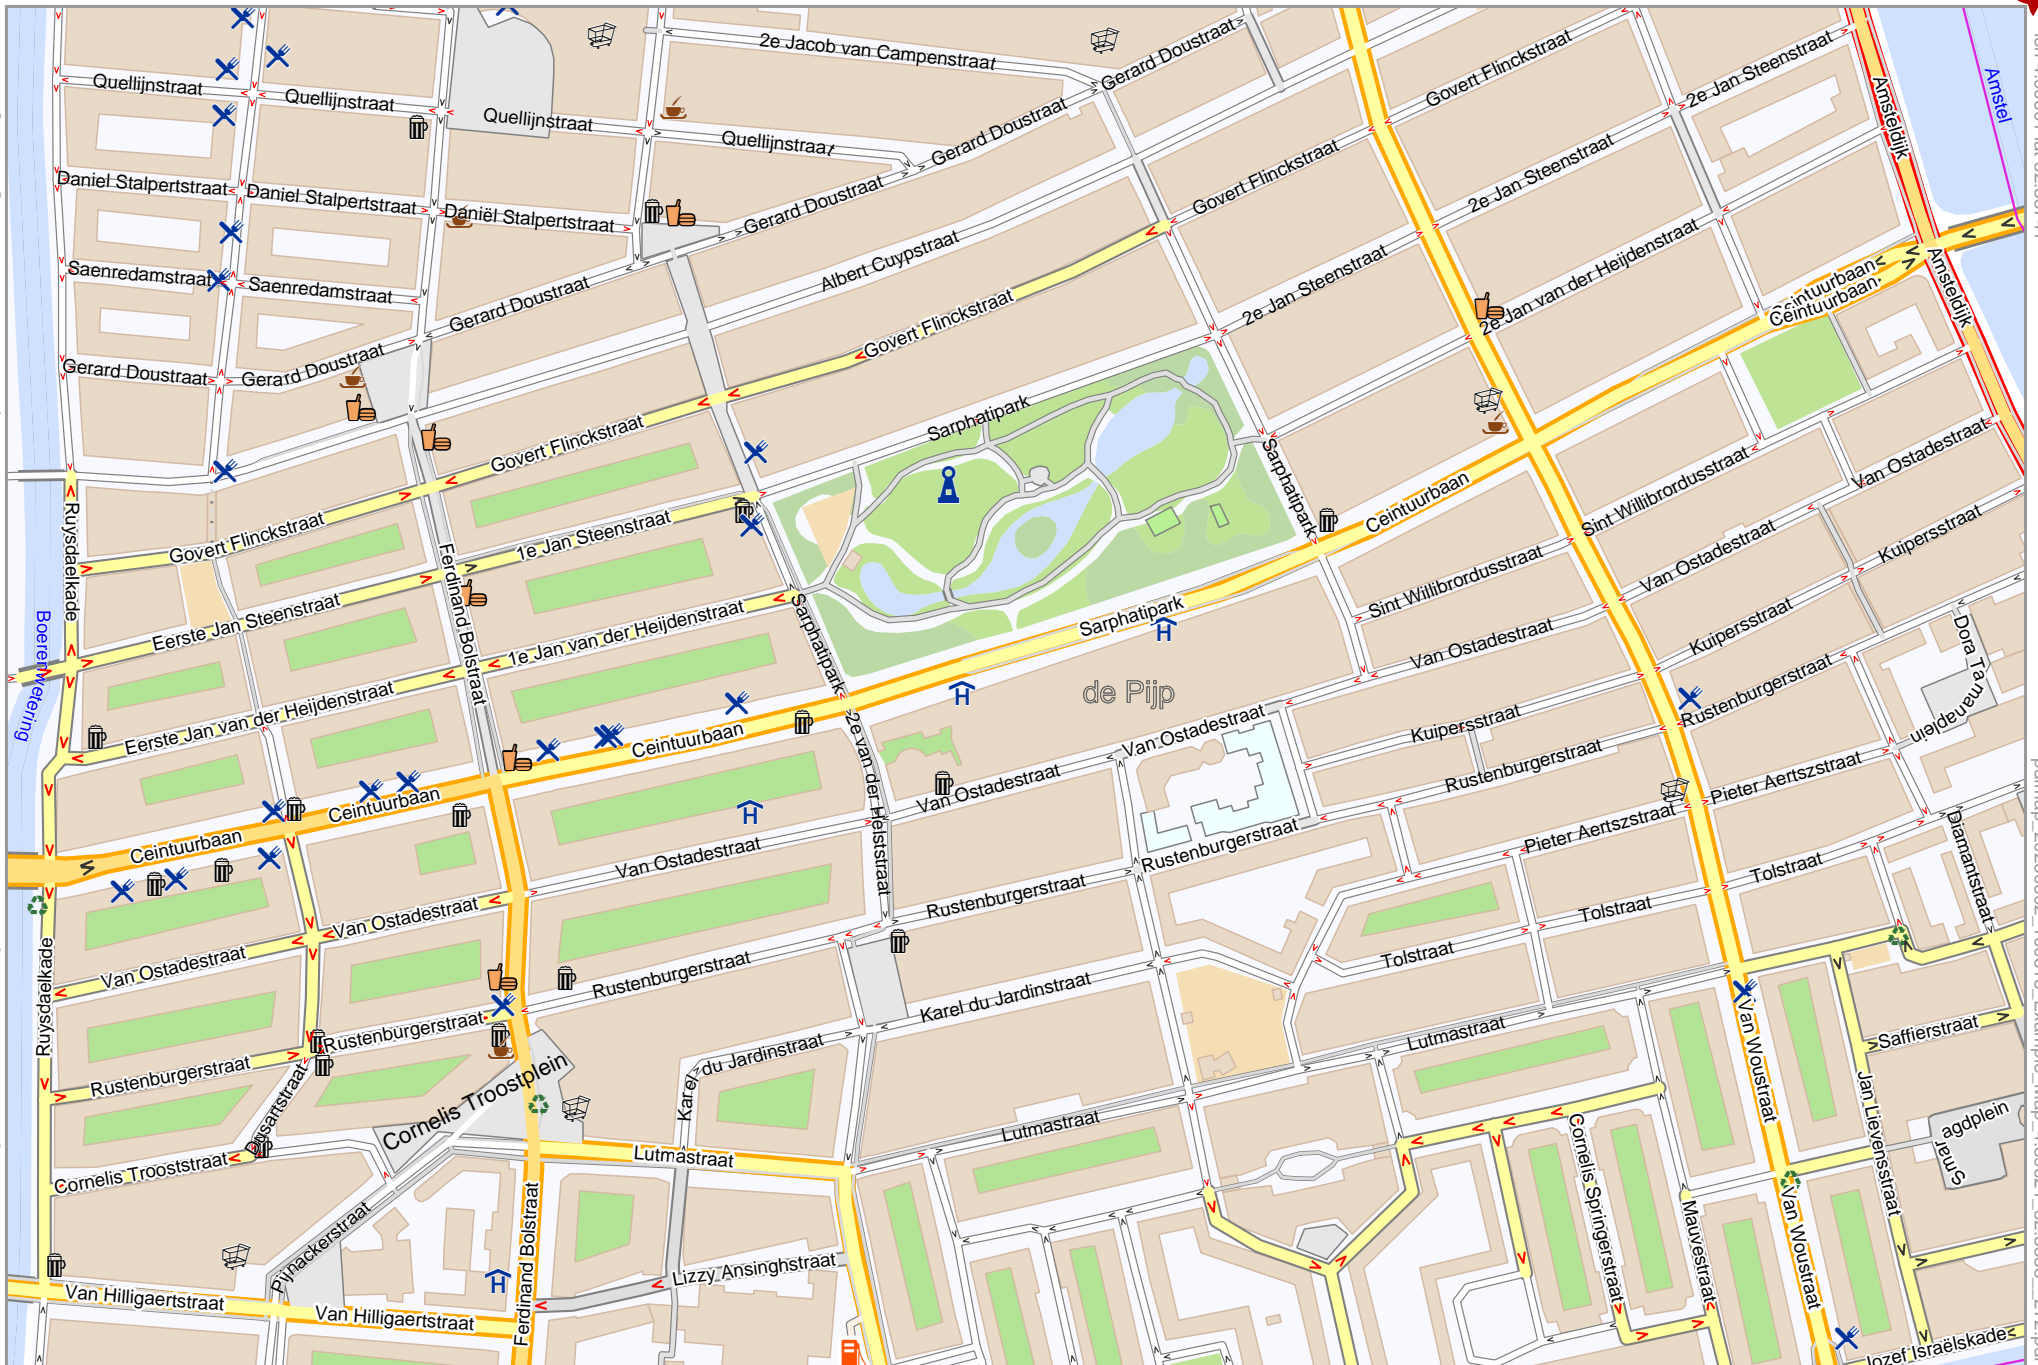 2e Jacob van Campenstraat
Gerard Doustraat
Govert Flinckstraat
2e Jan Steenstraat
Amsteldijk
Amstel
Quellijnstraat
Quellijnstraat
Quellijnstraat
Quellijnstraat
Gerard Doustraat
Govert Flinckstraat
2e Jan Steenstraat
Daniel Stalpertstraat
Daniel Stalpertstraat
Daniël Stalpertstraat
Gerard Doustraat
Albert Cuypstraat
2e Jan Steenstraat
2e Jan van der Heijdenstraat
Saenredamstraat
Saenredamstraat
Gerard Doustraat
Govert Flinckstraat
Ceintuurbaan
Ceintuurbaan
Amsteldijk
Gerard Doustraat
Gerard Doustraat
Sarphatipark
Govert Flinckstraat
Sarphatipark
Ceintuurbaan
Sint Willibrordusstraat
Van Ostadestraat
Ruysdaelkade
Govert Flinckstraat
1e Jan Steenstraat
Ferdinand Bolstraat
Kuipersstraat
Sint Willibrordusstraat
Van Ostadestraat
Eerste Jan Steenstraat
1e Jan van der Heijdenstraat
Sarphatipark
Sarphatipark
Van Ostadestraat
Kuipersstraat
Dora Tamanaplein
Boerenwetering
Eerste Jan van der Heijdenstraat
de Pijp
Rustenburgerstraat
Ceintuurbaan
2e van der Helststraat
Van Ostadestraat
Kuipersstraat
Rustenburgerstraat
Pieter Aertszstraat
Ceintuurbaan
Ceintuurbaan
Van Ostadestraat
Van Ostadestraat
Rustenburgerstraat
Pieter Aertszstraat
Tolstraat
Diamantstraat
Rustenburgerstraat
Tolstraat
Van Ostadestraat
Van Ostadestraat
Rustenburgerstraat
Tolstraat
Ruysdaelkade
Karel du Jardinstraat
Lutmastraat
Van Woustraat
Saffierstraat
Rustenburgerstraat
Rustenburgerstraat
Dusartstraat
Cornelis Troostplein
Karel du Jardinstraat
Lutmastraat
Jan Lievensstraat
Smaragdplein
Cornelis Trooststraat
Lutmastraat
Cornelis Springerstraat
Mauvestraat
Van Woustraat
Pijnackerstraat
Ferdinand Bolstraat
Lizzy Ansinghstraat
Van Hilligaertstraat
Van Hilligaertstraat
Jozef Israëlskade